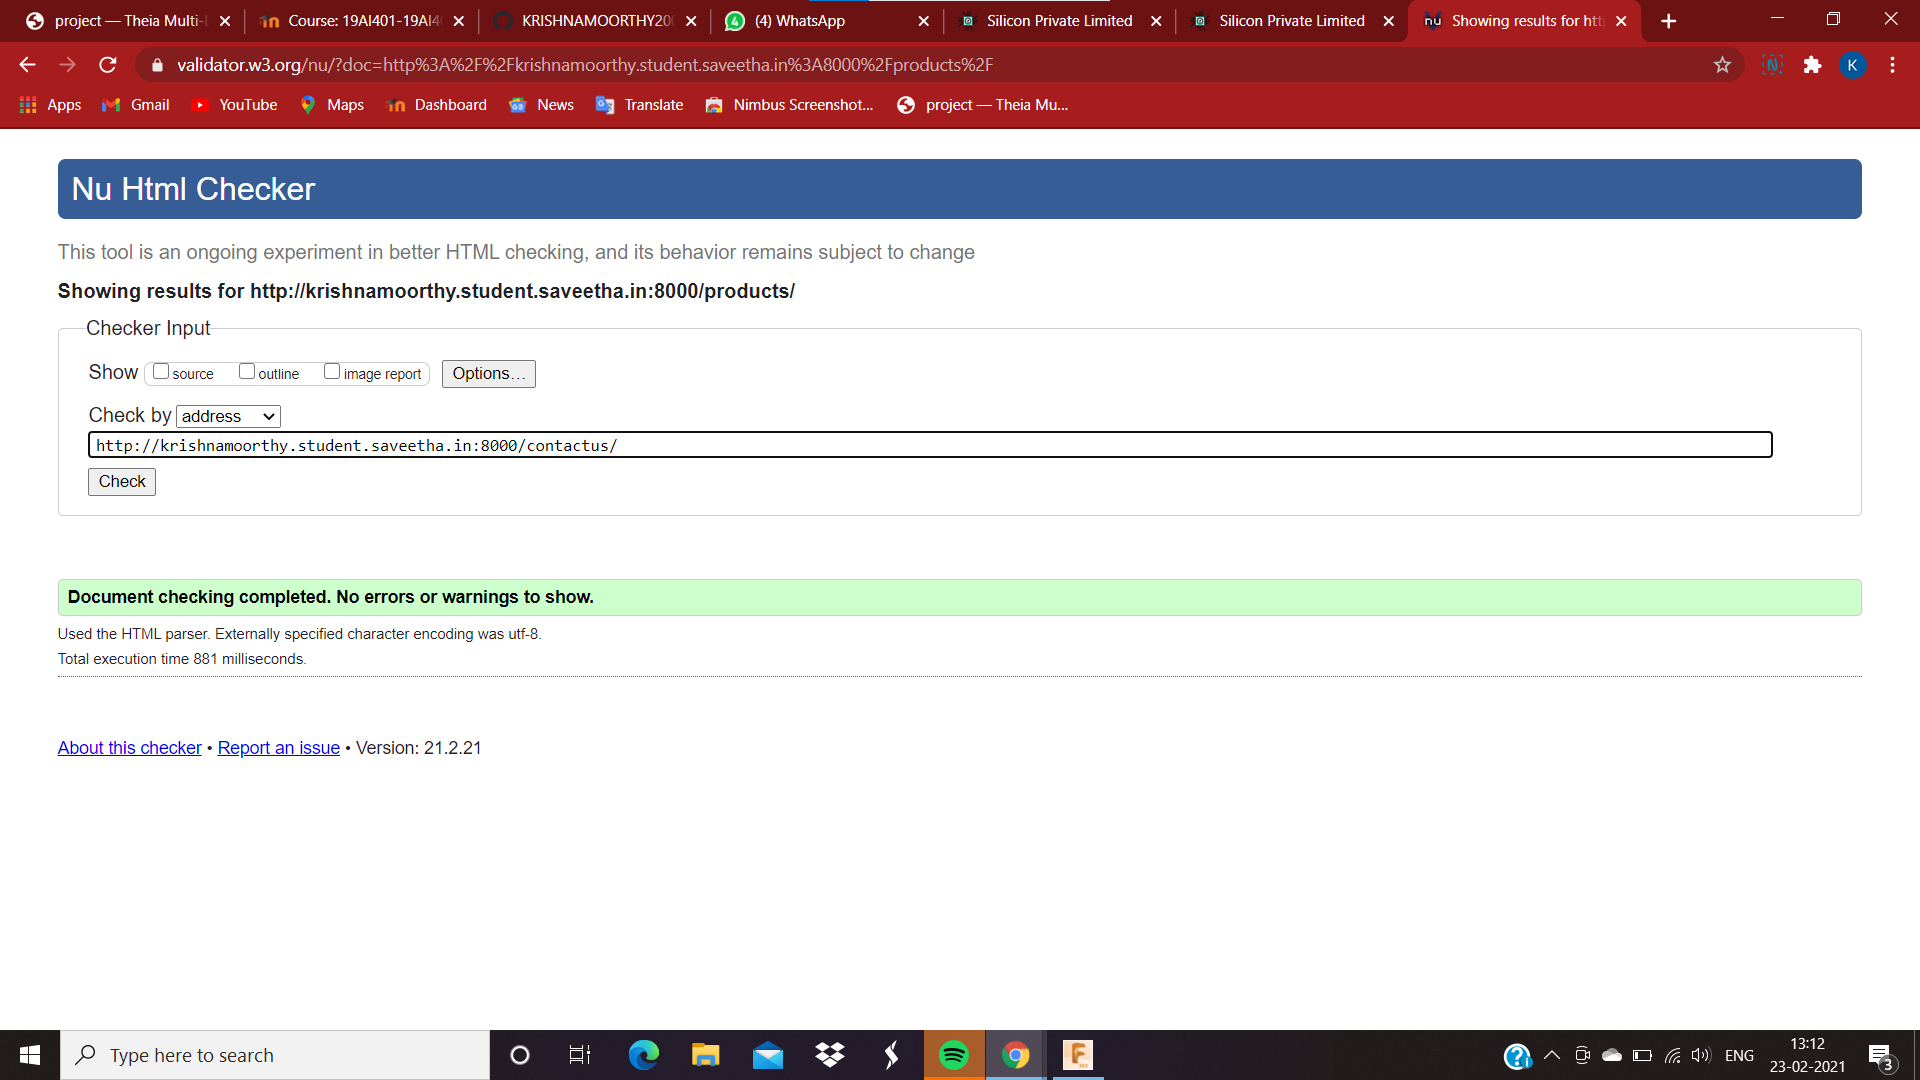 project — Theia Multi-
Course: 19AI401-19AI4
KRISHNAMOORTHY20
(4) WhatsApp
Silicon Private Limited
Silicon Private Limited
nu Showing results for htt
validator.w3.org/nu/?doc=http%3A%2F%2Fkrishnamoorthy.student.saveetha.in%3A8000%2Fproducts%2F
K
Apps Gmail YouTube Maps Dashboard News Translate Nimbus Screenshot... project — Theia Mu...
Nu Html Checker
This tool is an ongoing experiment in better HTML checking, and its behavior remains subject to change
Showing results for http://krishnamoorthy.student.saveetha.in:8000/products/
Checker Input
Show source outline image report Options...
Check by address
http://krishnamoorthy.student.saveetha.in:8000/contactus/
Check
Document checking completed. No errors or warnings to show.
Used the HTML parser. Externally specified character encoding was utf-8.
Total execution time 881 milliseconds.
About this checker • Report an issue • Version: 21.2.21
Type here to search
ENG
13:12
23-02-2021
3